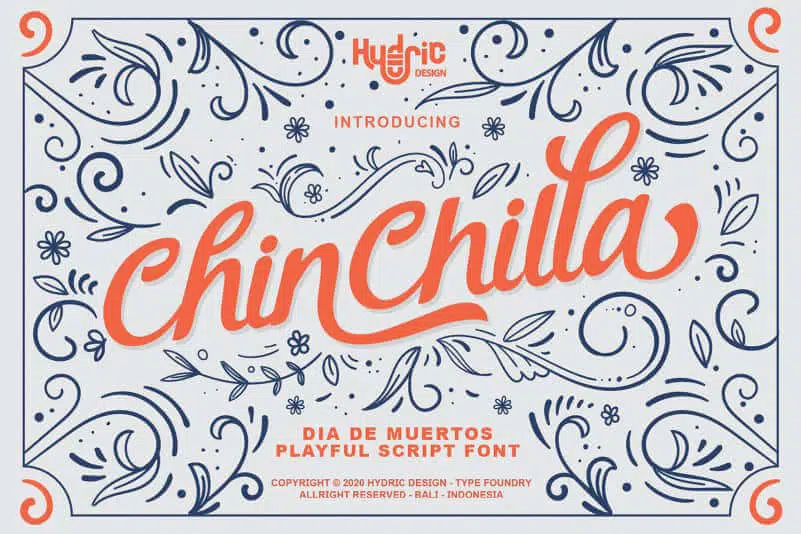 Hydric
DESIGN
INTRODUCING
ChinChilla
DIA DE MUERTOS
PLAYFUL SCRIPT FONT
COPYRIGHT © 2020 HYDRIC DESIGN - TYPE FOUNDRY
ALLRIGHT RESERVED - BALI - INDONESIA